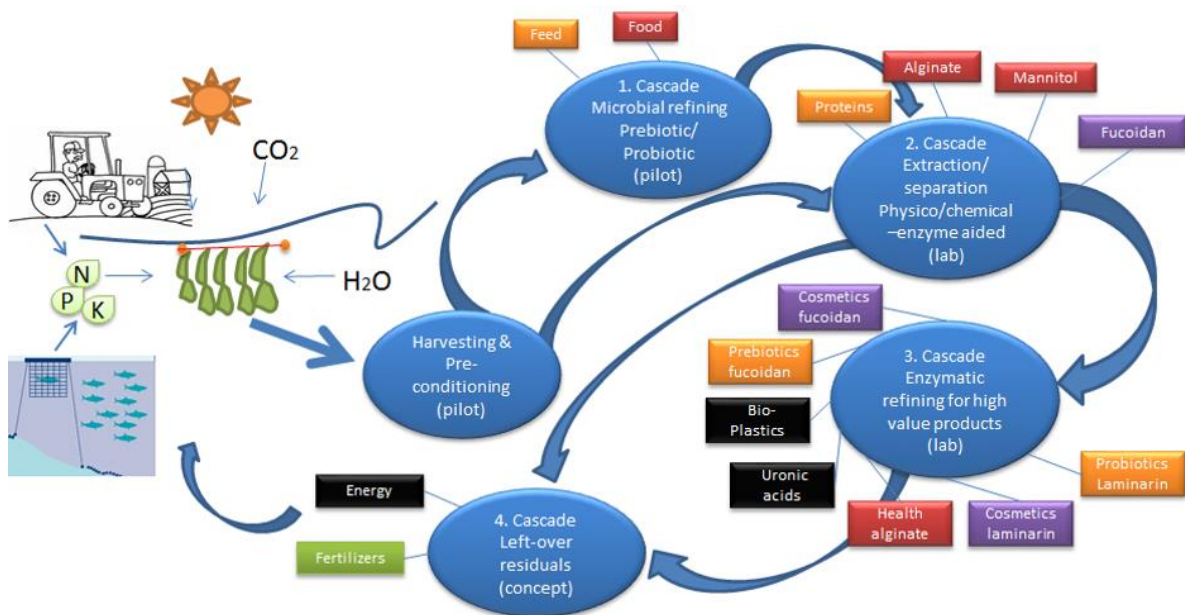 Feed
Food
1. Cascade
Microbial refining
Prebiotic/
Probiotic
(pilot)
Alginate
Mannitol
Proteins
Fucoidan
2. Cascade
Extraction/
separation
Physico/chemical
–enzyme aided
(lab)
CO2
N
P
K
H2O
Harvesting &
Pre-
conditioning
(pilot)
Cosmetics
fucoidan
Prebiotics
fucoidan
Bio-
Plastics
Uronic
acids
3. Cascade
Enzymatic
refining for high
value products
(lab)
Probiotics
Laminarin
Health
alginate
Cosmetics
laminarin
Energy
Fertilizers
4. Cascade
Left-over
residuals
(concept)